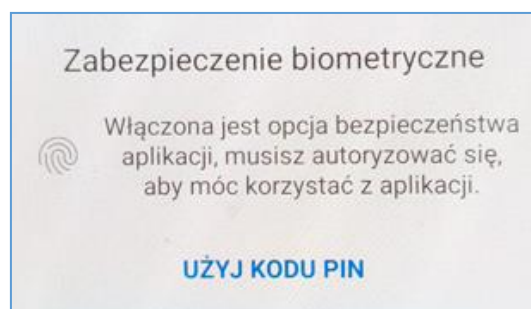 Zabezpieczenie biometryczne
Włączona jest opcja bezpieczeństwa
aplikacji, musisz autoryzować się,
aby móc korzystać z aplikacji.
UŻYJ KODU PIN